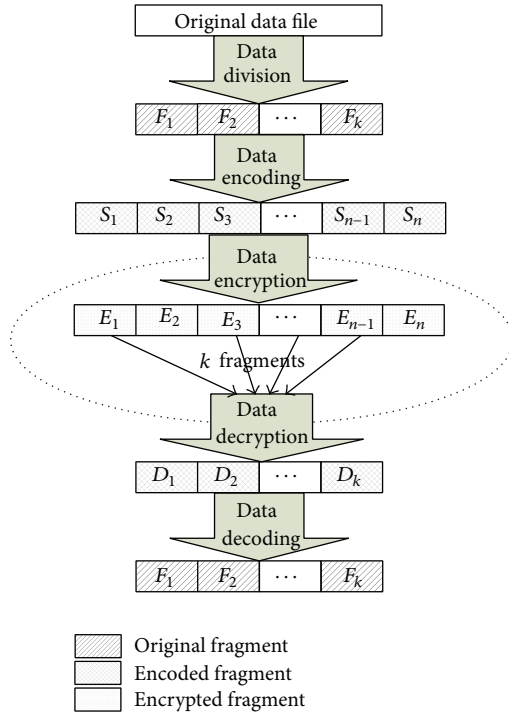 Original data file
Data
division
F1 F2 ... Fk
Data
encoding
S1 S2 S3 ... Sn−1 Sn
Data
encryption
E1 E2 E3 ... En−1 En
k fragments
Data
decryption
D1 D2 ... Dk
Data
decoding
F1 F2 ... Fk
Original fragment
Encoded fragment
Encrypted fragment